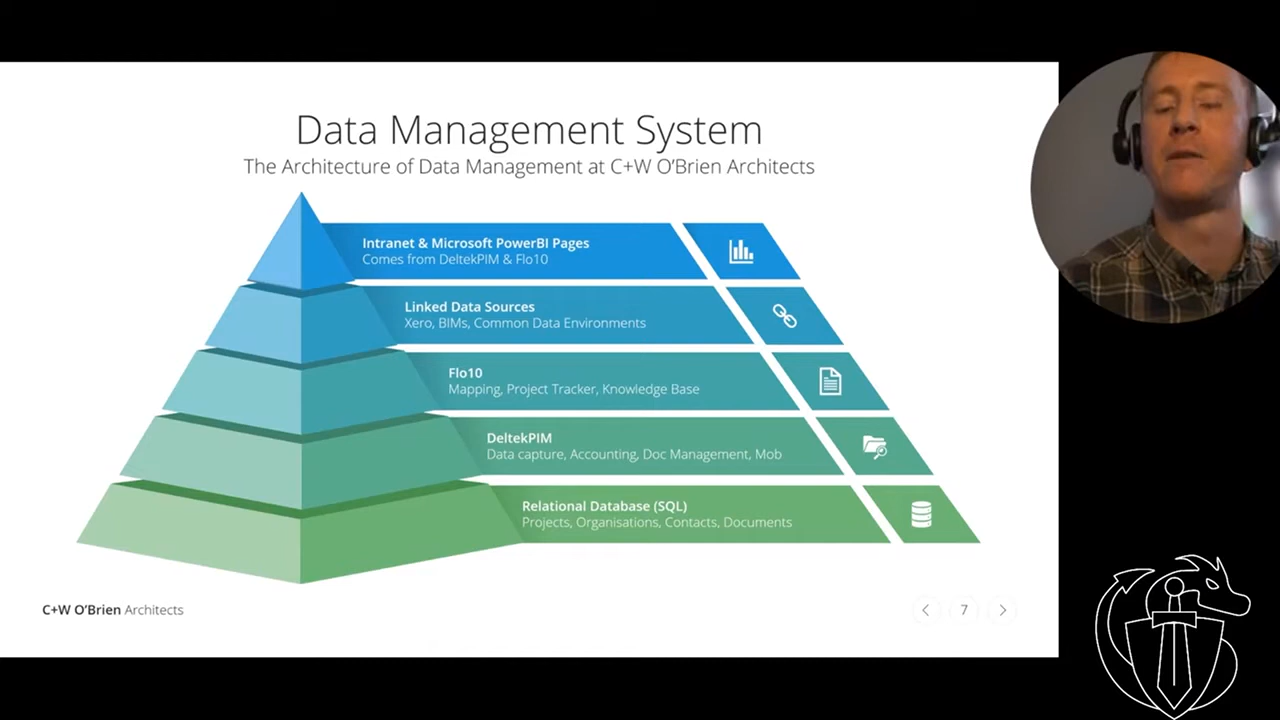 Data Management System
The Architecture of Data Management at C+W O'Brien Architects
Intranet & Microsoft PowerBI Pages
Comes from DeltekPIM & Flo10
Linked Data Sources
Xero, BIMs, Common Data Environments
Flo10
Mapping, Project Tracker, Knowledge Base
DeltekPIM
Data capture, Accounting, Doc Management, Mob
Relational Database (SQL)
Projects, Organisations, Contacts, Documents
C+W O'Brien Architects
7